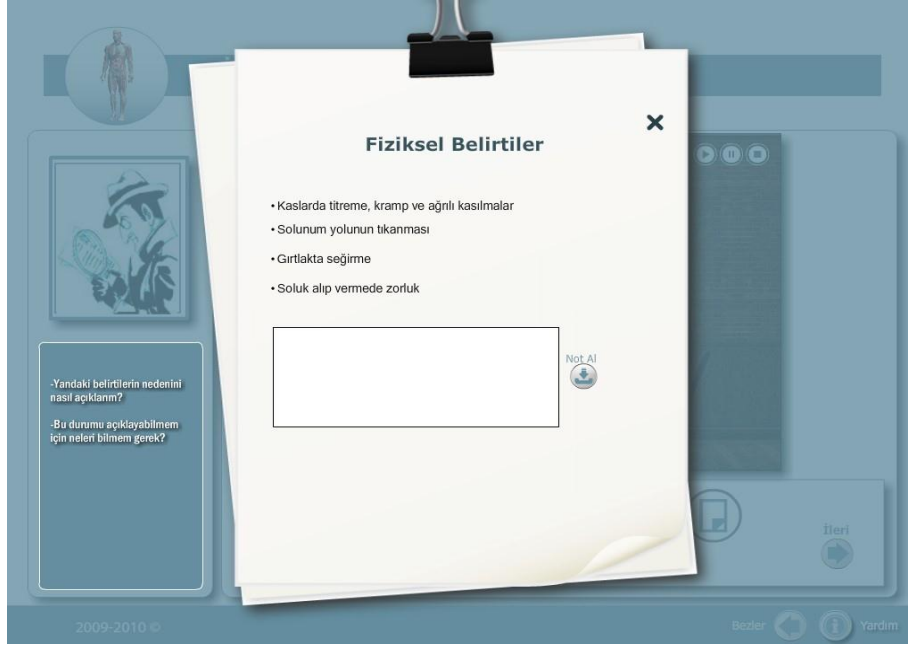 Fiziksel Belirtiler
• Kaslarda titreme, kramp ve ağrılı kasılmalar
• Solunum yolunun tıkanması
• Gırtlakta seğirme
• Soluk alıp vermede zorluk
Not Al
-Yandaki belirtilerin nedenini
nasıl açıklarım?
-Bu durumu açıklayabilmem
için neleri bilmem gerek?
İleri
2009-2010 ©
Bezler
Yardım